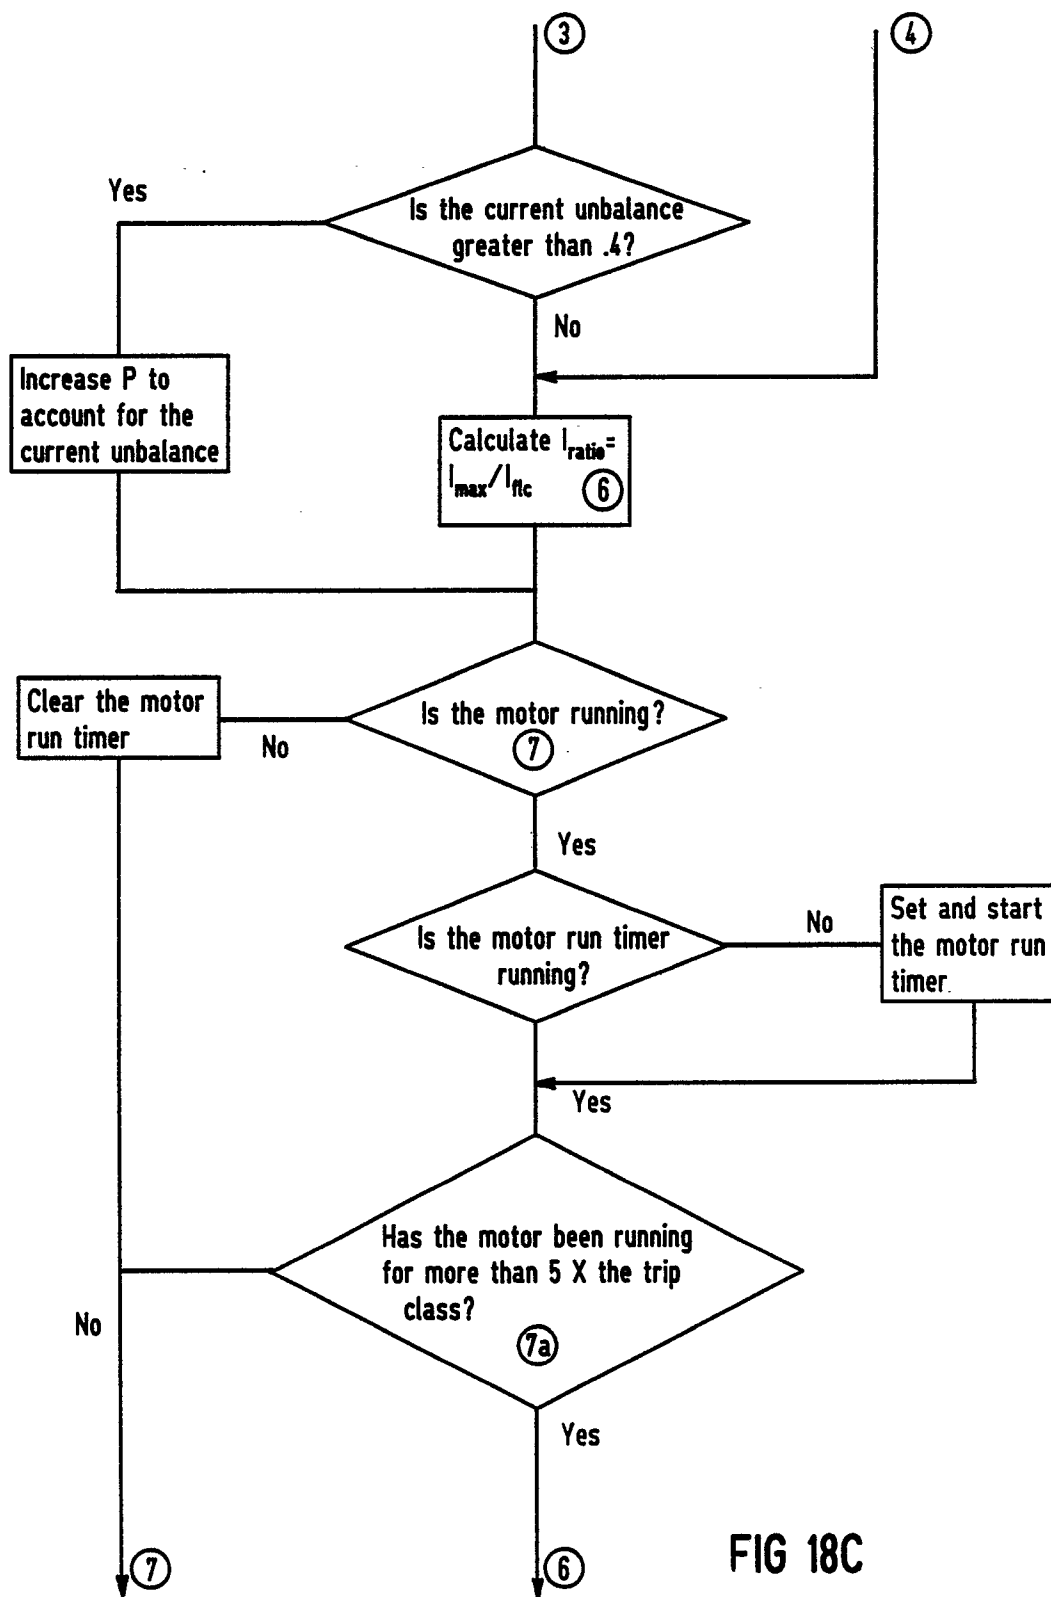 3
4
Yes
Is the current unbalance
greater than .4?
No
Increase P to
account for the
current unbalance
Calculate Iratio=
Imax/Iflc
6
Clear the motor
run timer
No
Is the motor running?
7
Yes
Is the motor run timer
running?
No
Set and start
the motor run
timer
Yes
Has the motor been running
for more than 5 X the trip
class?
7a
No
Yes
7
6
FIG 18C